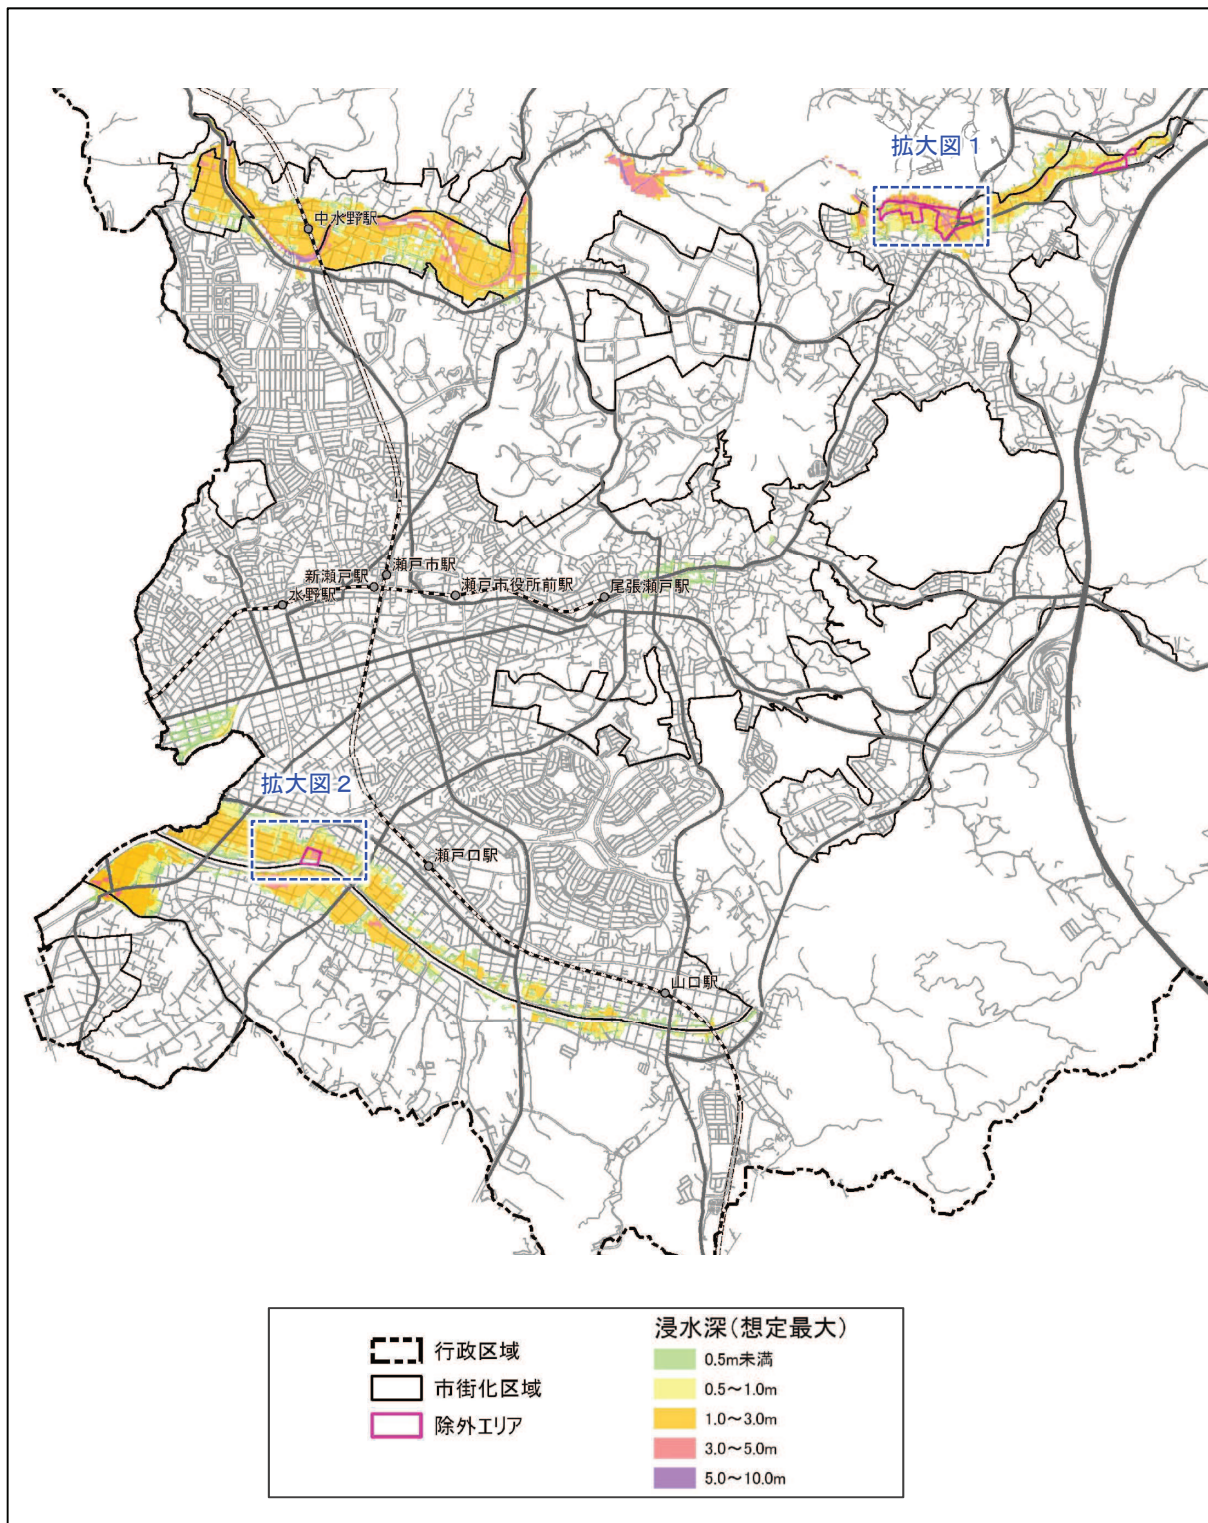 拡大図1
中水野駅
瀬戸市駅
新瀬戸駅
水野駅
瀬戸市役所前駅
尾張瀬戸駅
拡大図2
瀬戸口駅
山口駅
行政区域
市街化区域
除外エリア
浸水深(想定最大)
0.5m未満
0.5~1.0m
1.0~3.0m
3.0~5.0m
5.0~10.0m